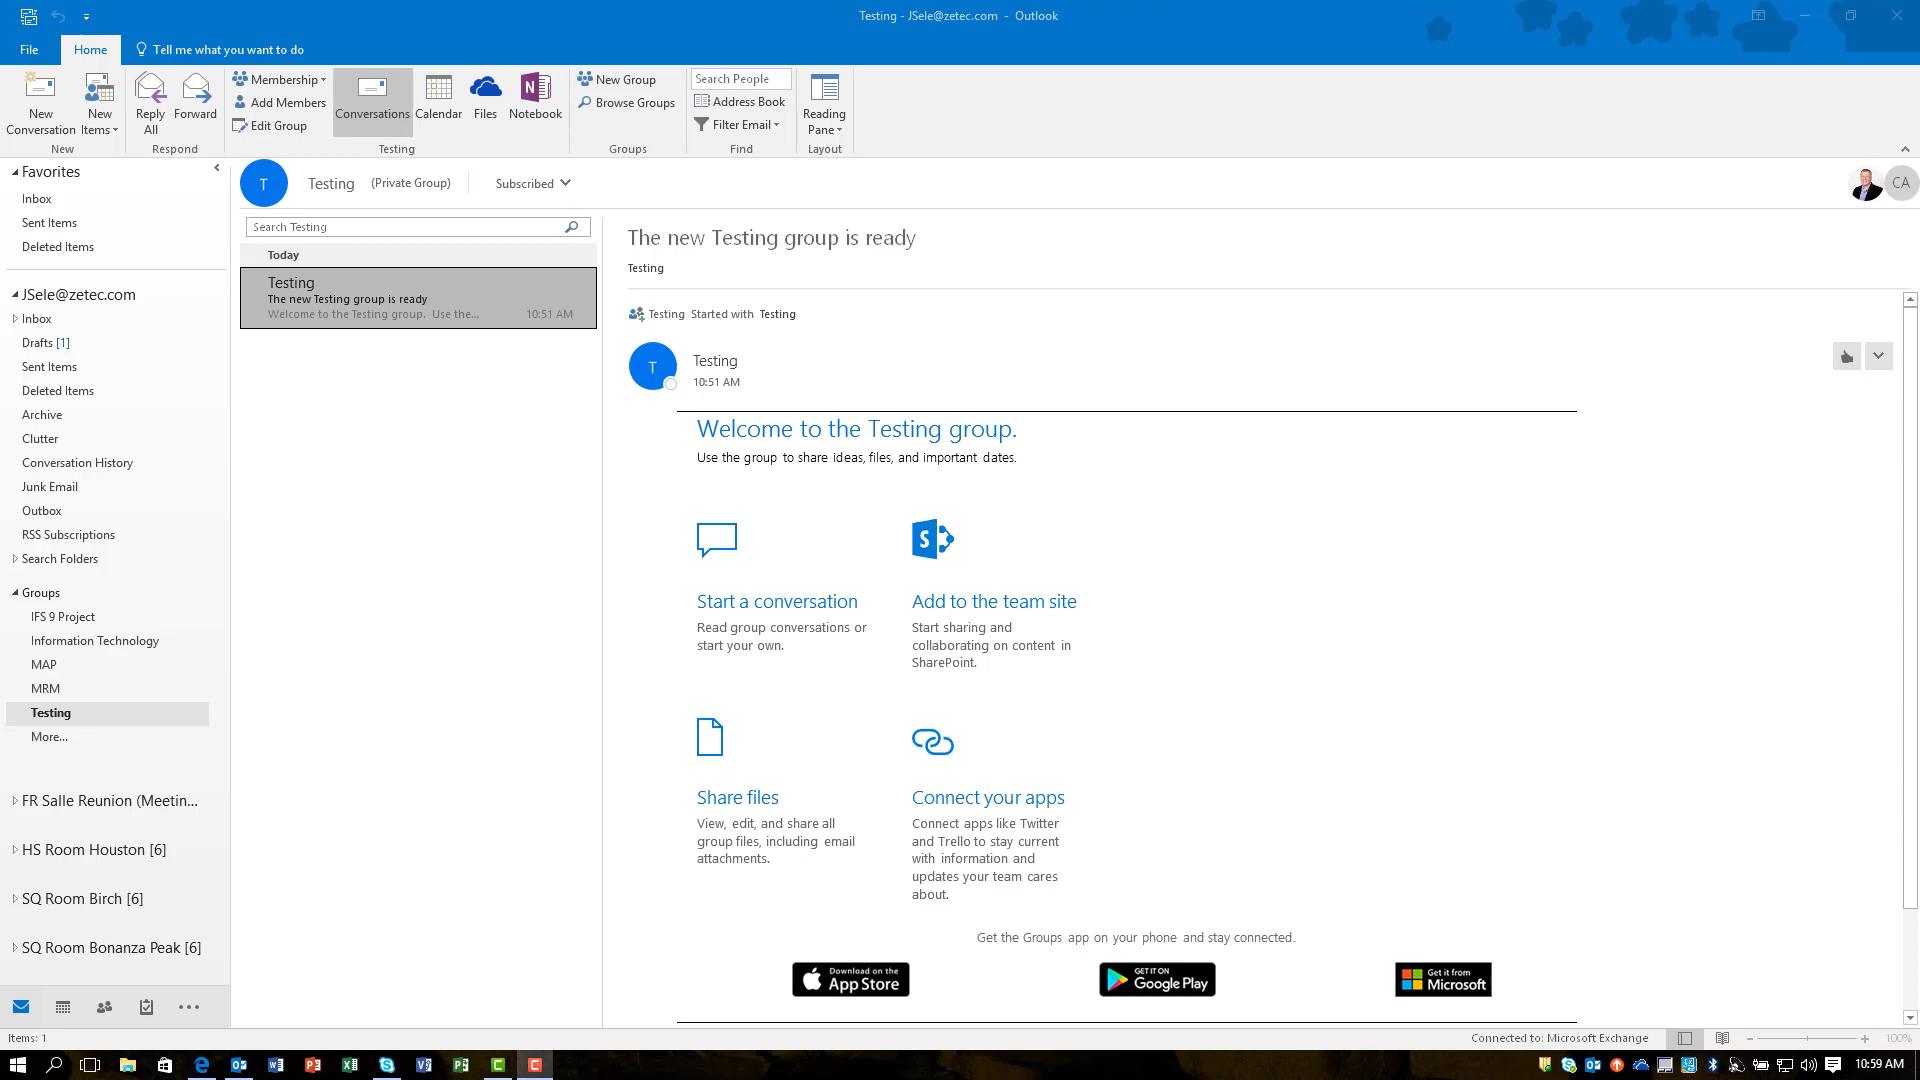 Testing - JSele@zetec.com - Outlook
File
Home
Tell me what you want to do
New Conversation
New Items
New
Reply All
Forward
Respond
Membership
Add Members
Edit Group
Conversations
Calendar
Files
Notebook
Testing
New Group
Browse Groups
Groups
Search People
Address Book
Filter Email
Find
Reading Pane
Layout
Favorites
Inbox
Sent Items
Deleted Items
JSele@zetec.com
Inbox
Drafts [1]
Sent Items
Deleted Items
Archive
Clutter
Conversation History
Junk Email
Outbox
RSS Subscriptions
Search Folders
Groups
IFS 9 Project
Information Technology
MAP
MRM
Testing
More...
FR Salle Reunion (Meetin...
HS Room Houston [6]
SQ Room Birch [6]
SQ Room Bonanza Peak [6]
T
Testing
(Private Group)
Subscribed
CA
Search Testing
Today
Testing
The new Testing group is ready
Welcome to the Testing group. Use the...
10:51 AM
The new Testing group is ready
Testing
Testing Started with Testing
T
Testing
10:51 AM
Welcome to the Testing group.
Use the group to share ideas, files, and important dates.
Start a conversation
Read group conversations or
start your own.
S
Add to the team site
Start sharing and
collaborating on content in
SharePoint.
Share files
View, edit, and share all
group files, including email
attachments.
Connect your apps
Connect apps like Twitter
and Trello to stay current
with information and
updates your team cares
about.
Get the Groups app on your phone and stay connected.
Download on the
App Store
GET IT ON
Google Play
Get it from
Microsoft
Items: 1
Connected to: Microsoft Exchange
100%
10:59 AM